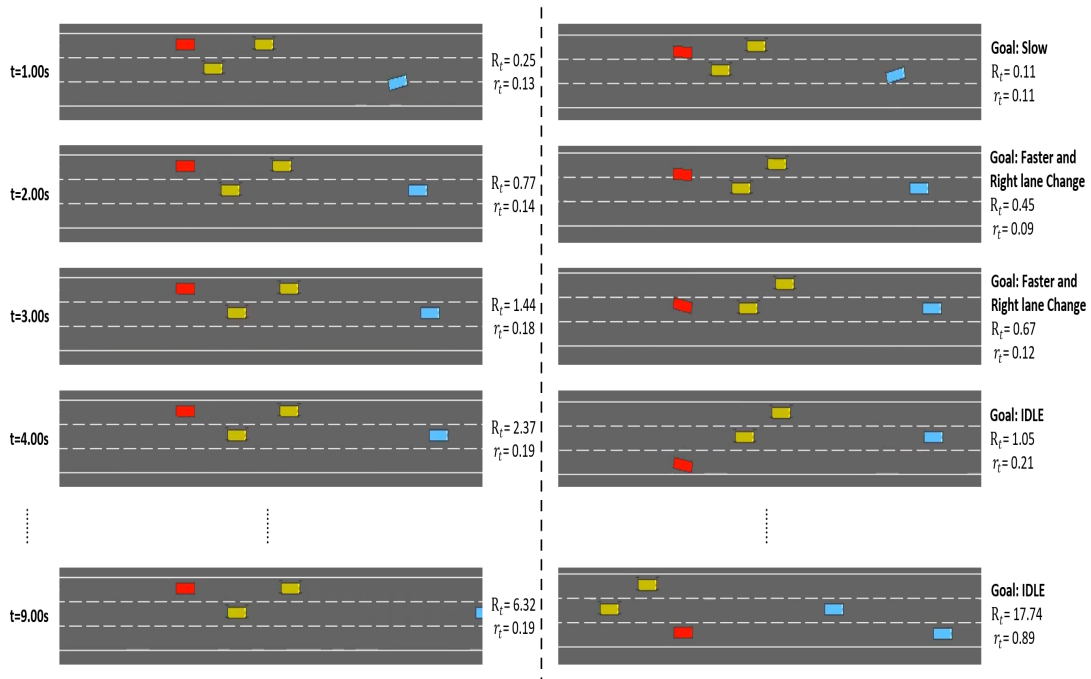 t=1.00s
R_t = 0.25
r_t = 0.13
Goal: Slow
R_t = 0.11
r_t = 0.11
t=2.00s
R_t = 0.77
r_t = 0.14
Goal: Faster and
Right lane Change
R_t = 0.45
r_t = 0.09
t=3.00s
R_t = 1.44
r_t = 0.18
Goal: Faster and
Right lane Change
R_t = 0.67
r_t = 0.12
t=4.00s
R_t = 2.37
r_t = 0.19
Goal: IDLE
R_t = 1.05
r_t = 0.21
t=9.00s
R_t = 6.32
r_t = 0.19
Goal: IDLE
R_t = 17.74
r_t = 0.89